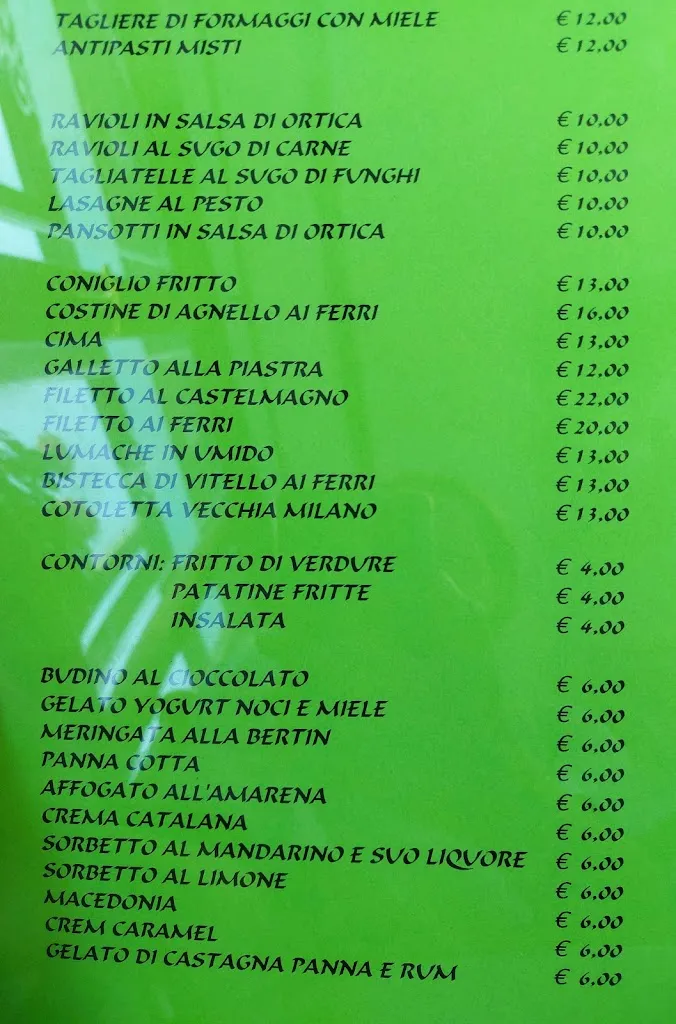 TAGLIERE DI FORMAGGI CON MIELE € 12,00
ANTIPASTI MISTI € 12,00
RAVIOLI IN SALSA DI ORTICA € 10,00
RAVIOLI AL SUGO DI CARNE € 10,00
TAGLIATELLE AL SUGO DI FUNGHI € 10,00
LASAGNE AL PESTO € 10,00
PANSOTTI IN SALSA DI ORTICA € 10,00
CONIGLIO FRITTO € 13,00
COSTINE DI AGNELLO AI FERRI € 16,00
CIMA € 13,00
GALLETTO ALLA PIASTRA € 12,00
FILETTO AL CASTELMAGNO € 22,00
FILETTO AI FERRI € 20,00
LUMACHE IN UMIDO € 13,00
BISTECCA DI VITELLO AI FERRI € 13,00
COTOLETTA VECCHIA MILANO € 13,00
CONTORNI: FRITTO DI VERDURE € 4,00
PATATINE FRITTE € 4,00
INSALATA € 4,00
BUDINO AL CIOCCOLATO € 6,00
GELATO YOGURT NOCI E MIELE € 6,00
MERINGATA ALLA BERTIN € 6,00
PANNA COTTA € 6,00
AFFOGATO ALL'AMARENA € 6,00
CREMA CATALANA € 6,00
SORBETTO AL MANDARINO E SUO LIQUORE € 6,00
SORBETTO AL LIMONE € 6,00
MACEDONIA € 6,00
CREM CARAMEL € 6,00
GELATO DI CASTAGNA PANNA E RUM € 6,00